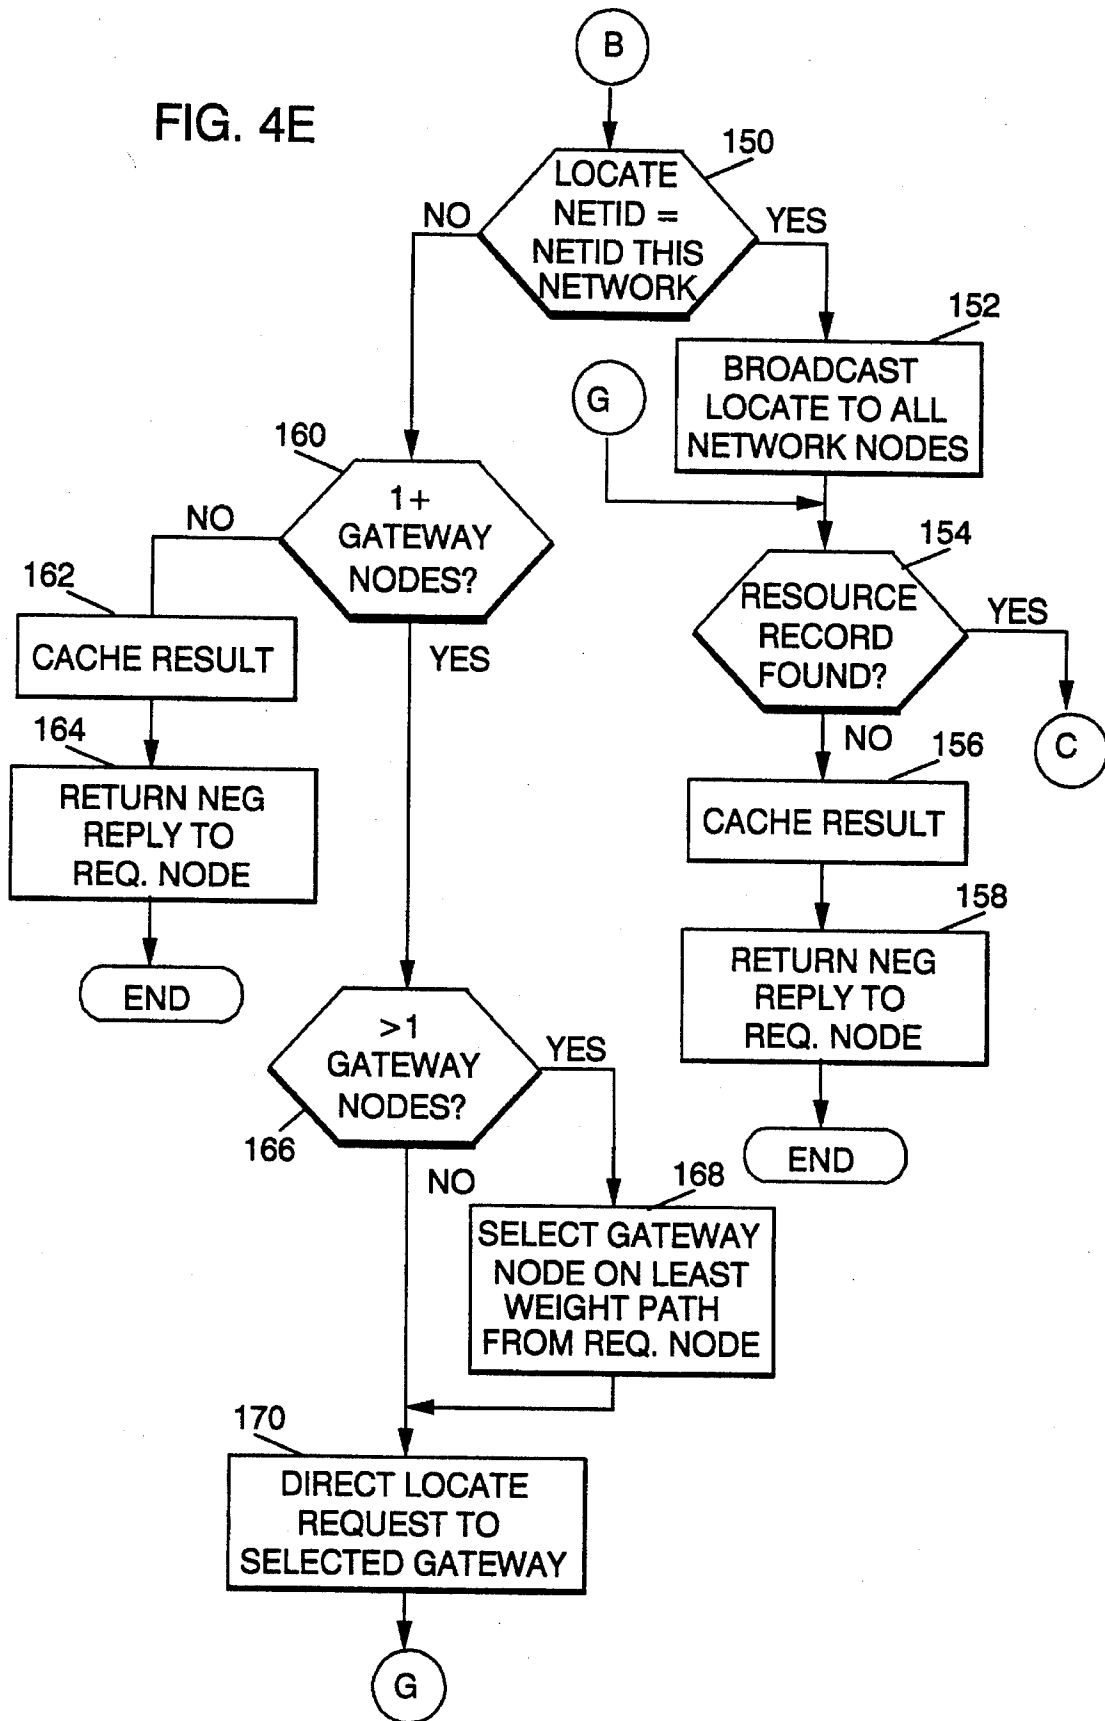 B
FIG. 4E
150
LOCATE
NETID =
NETID THIS
NETWORK
NO
YES
152
BROADCAST
LOCATE TO ALL
NETWORK NODES
G
160
1+
GATEWAY
NODES?
NO
YES
154
RESOURCE
RECORD
FOUND?
YES
NO
C
162
CACHE RESULT
164
RETURN NEG
REPLY TO
REQ. NODE
END
156
CACHE RESULT
158
RETURN NEG
REPLY TO
REQ. NODE
END
>1
GATEWAY
NODES?
YES
166
NO
168
SELECT GATEWAY
NODE ON LEAST
WEIGHT PATH
FROM REQ. NODE
170
DIRECT LOCATE
REQUEST TO
SELECTED GATEWAY
G